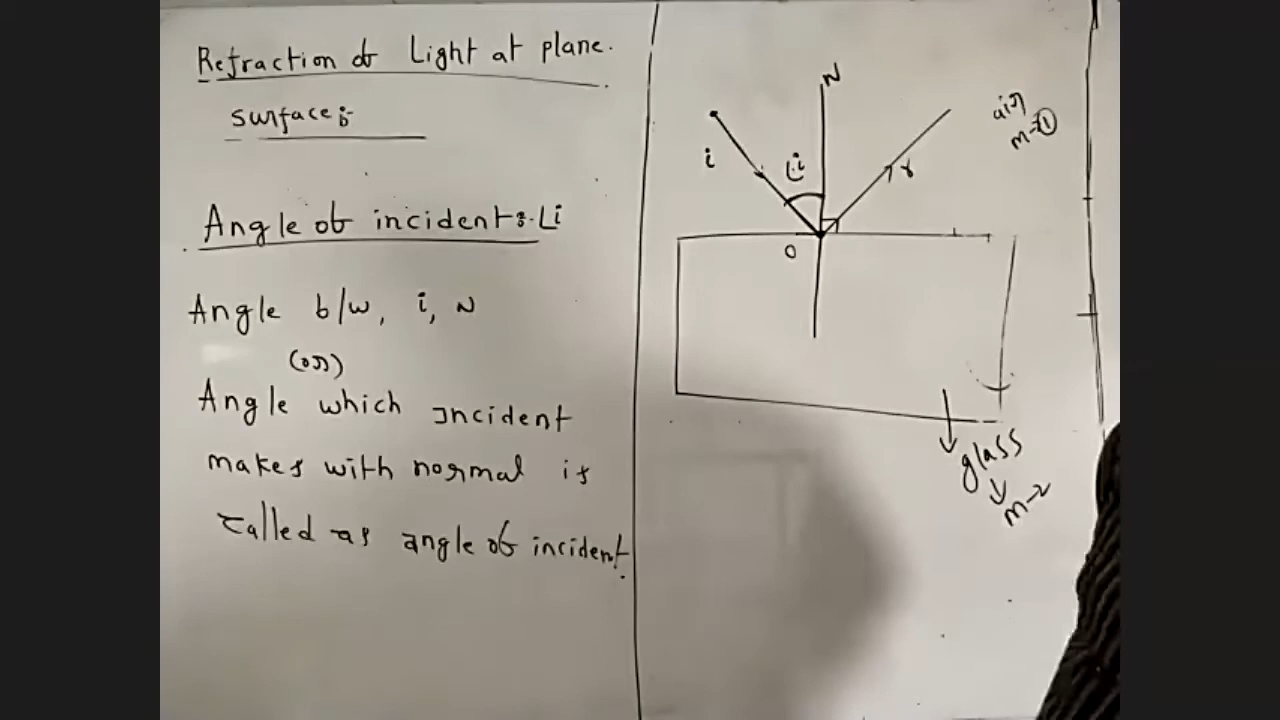 Refraction of Light at plane.
surface:-
Angle of incident:-∠i
Angle b/w, i, N
(or)
Angle which incident
makes with normal is
called as angle of incident.
N
air
m-①
i
∠i
r
O
glass
m-2